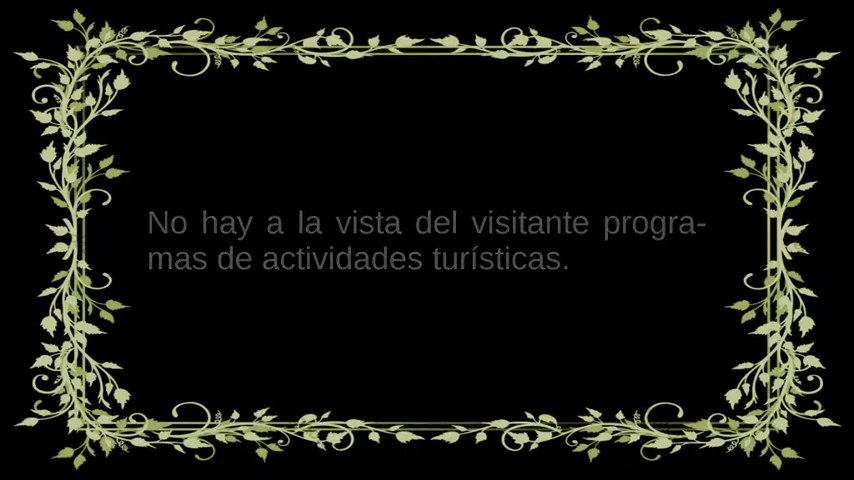 No hay a la vista del visitante progra-
mas de actividades turísticas.